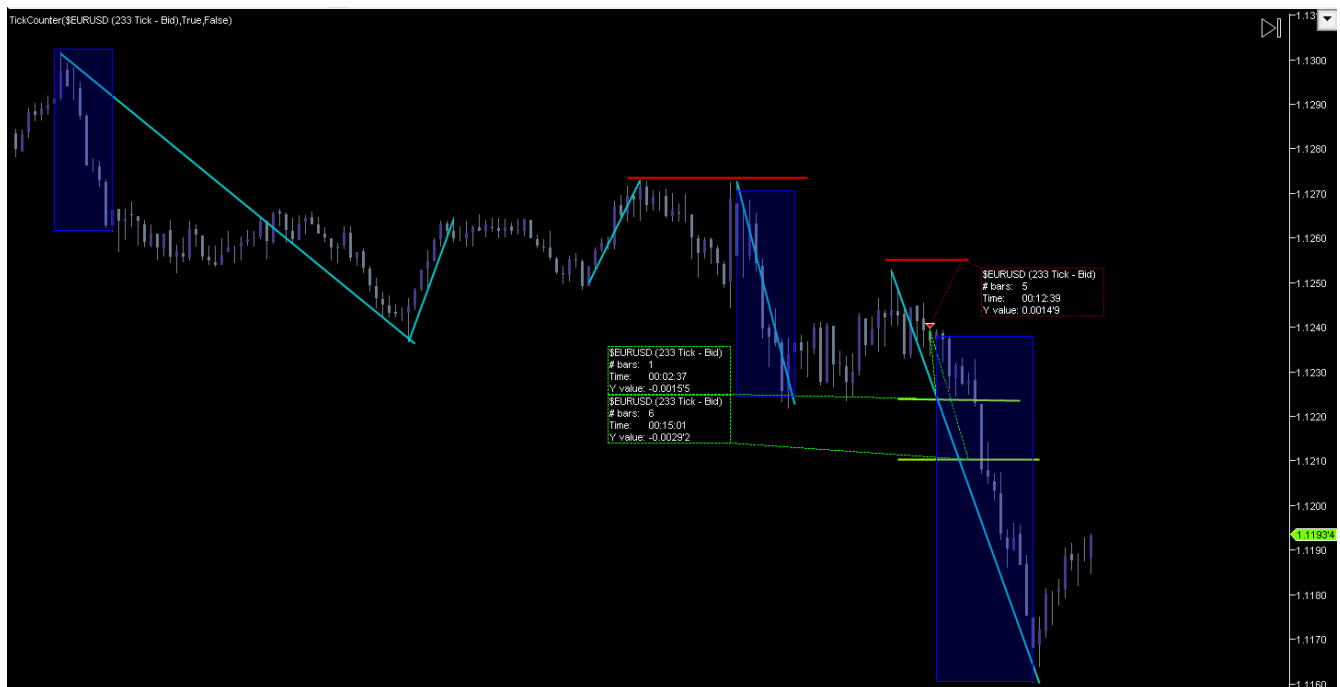 TickCounter($EURUSD (233 Tick - Bid),True,False)
1.1300
1.1290
1.1280
1.1270
1.1260
1.1250
1.1240
1.1230
1.1220
1.1210
1.1200
1.1193'4
1.1190
1.1180
1.1170
1.1160
$EURUSD (233 Tick - Bid)
# bars: 5
Time: 00:12:39
Y value: 0.0014'9
$EURUSD (233 Tick - Bid)
# bars: 1
Time: 00:02:37
Y value: -0.0015'5
$EURUSD (233 Tick - Bid)
# bars: 6
Time: 00:15:01
Y value: -0.0029'2